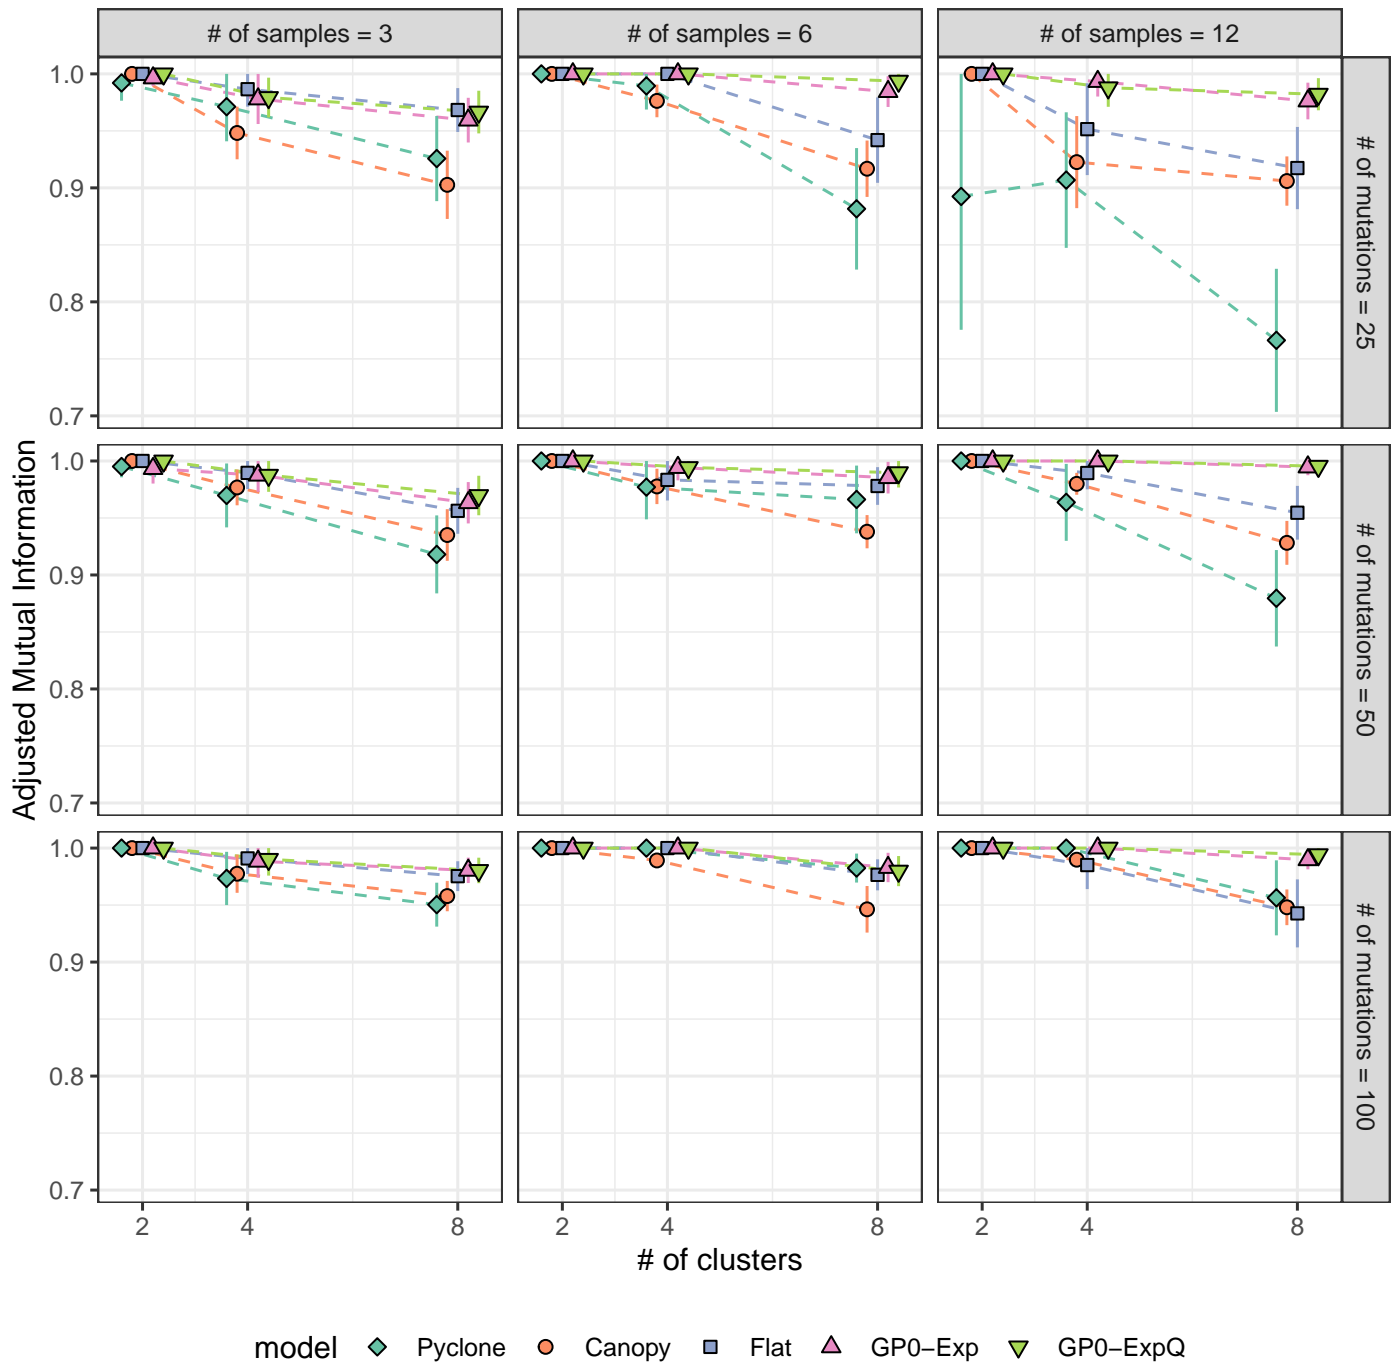 # of samples = 3
# of samples = 6
# of samples = 12
Adjusted Mutual Information
1.0
0.9
0.8
0.7
# of mutations = 25
1.0
0.9
0.8
0.7
# of mutations = 50
1.0
0.9
0.8
0.7
# of mutations = 100
2 4 8
2 4 8
2 4 8
# of clusters
model Pyclone Canopy Flat GP0−Exp GP0−ExpQ